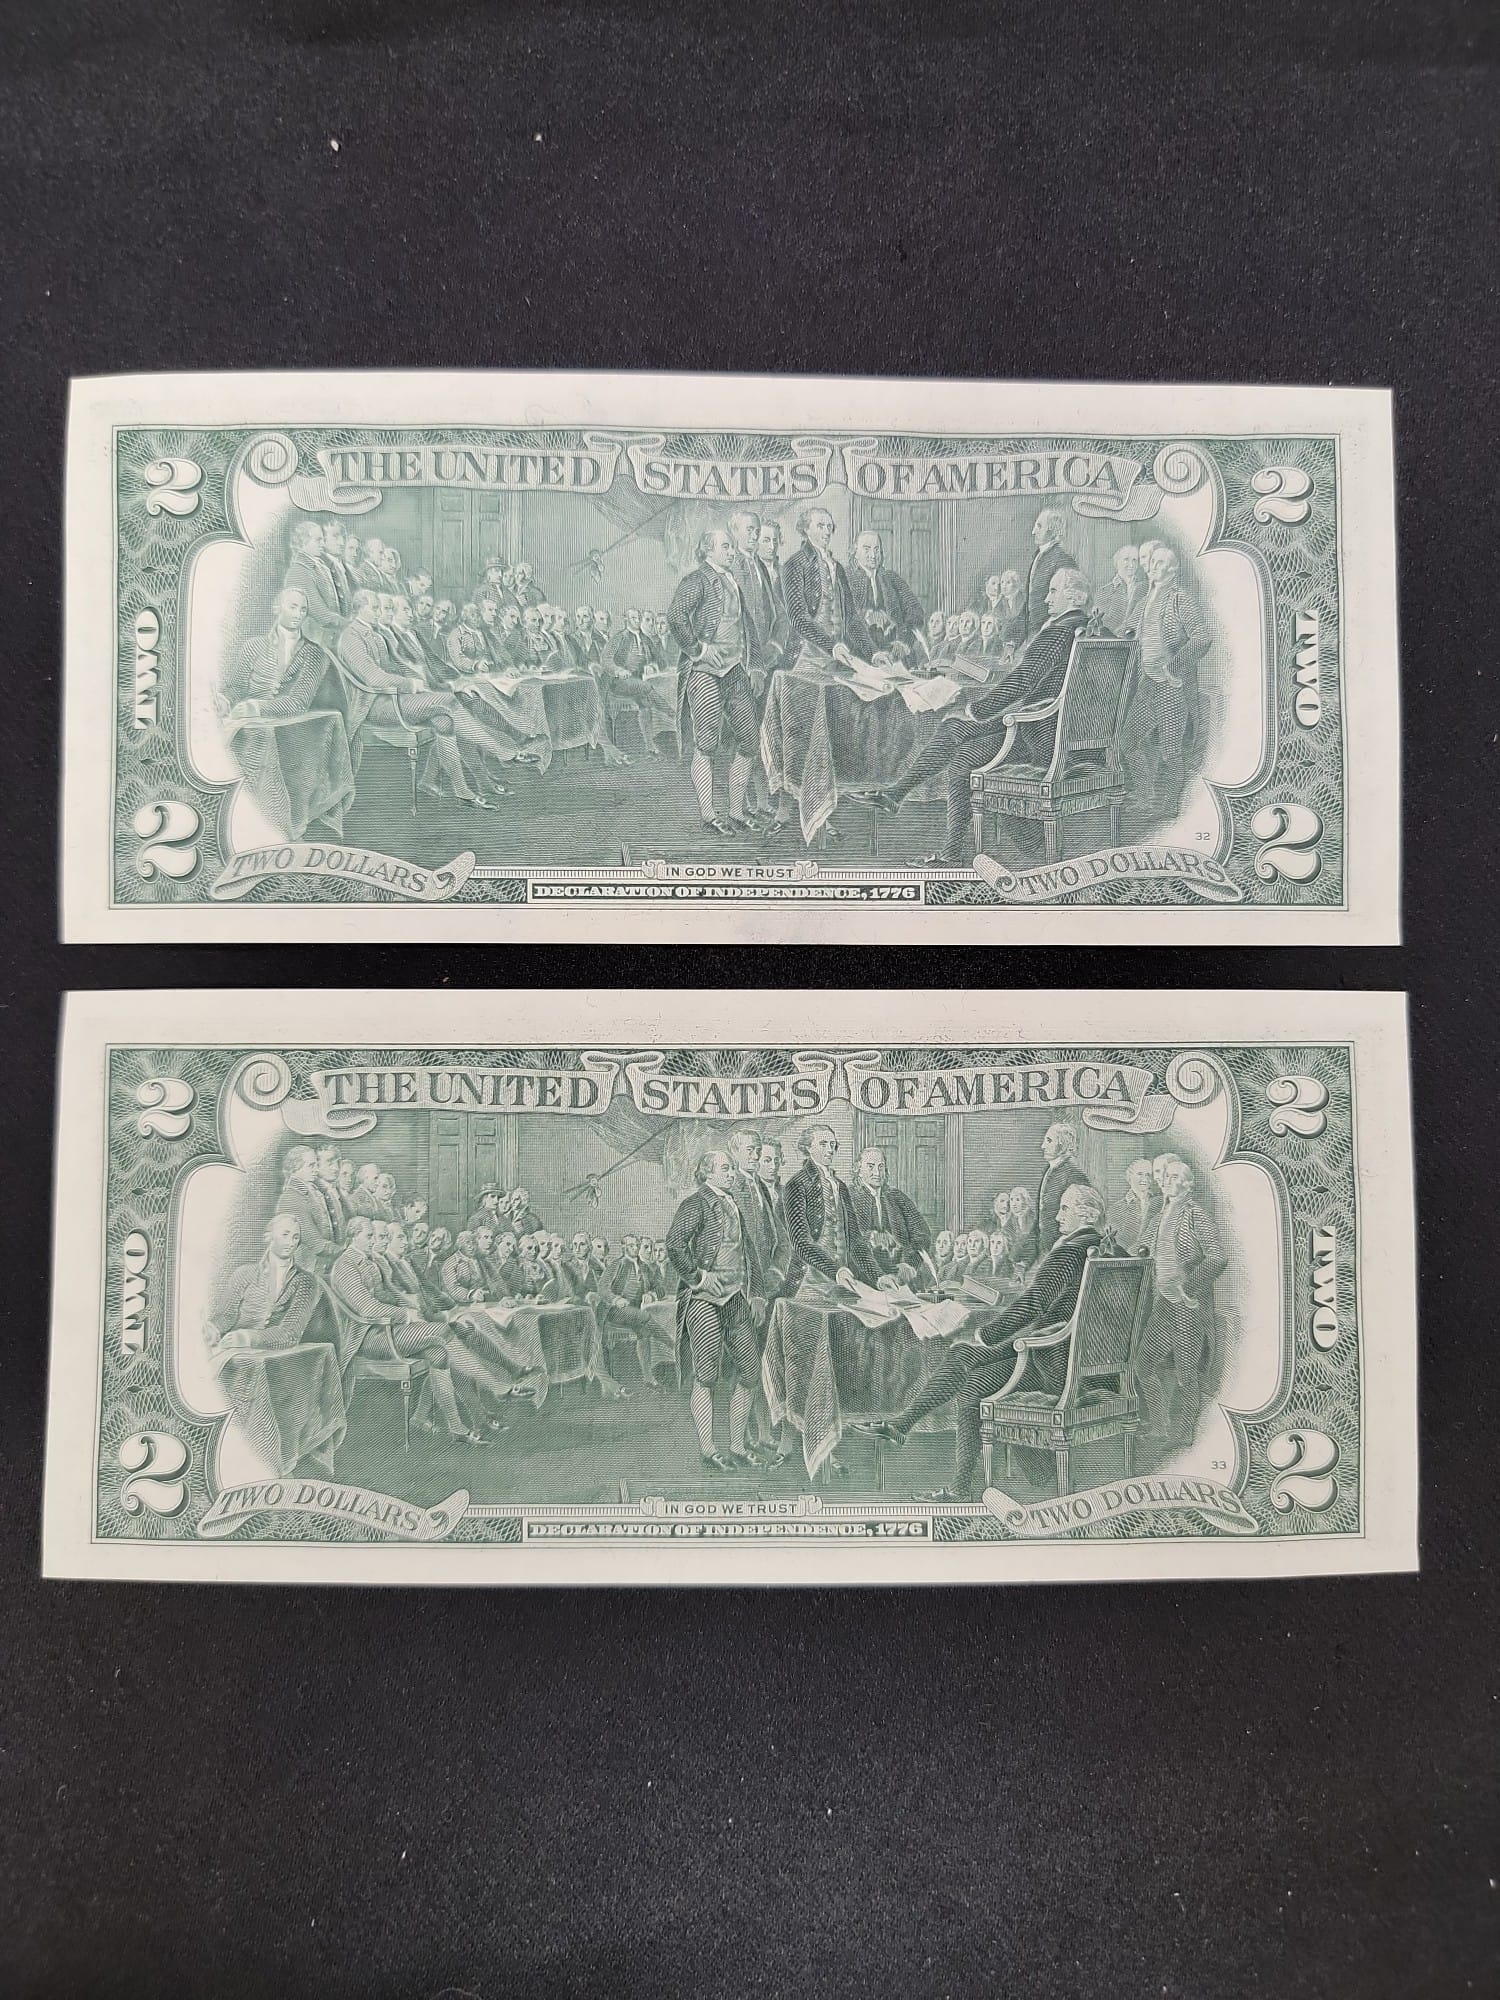 2 THE UNITED STATES OF AMERICA 2
TWO TWO
32
2 TWO DOLLARS IN GOD WE TRUST TWO DOLLARS 2
DECLARATION OF INDEPENDENCE, 1776
2 THE UNITED STATES OF AMERICA 2
TWO TWO
33
2 TWO DOLLARS IN GOD WE TRUST TWO DOLLARS 2
DECLARATION OF INDEPENDENCE, 1776